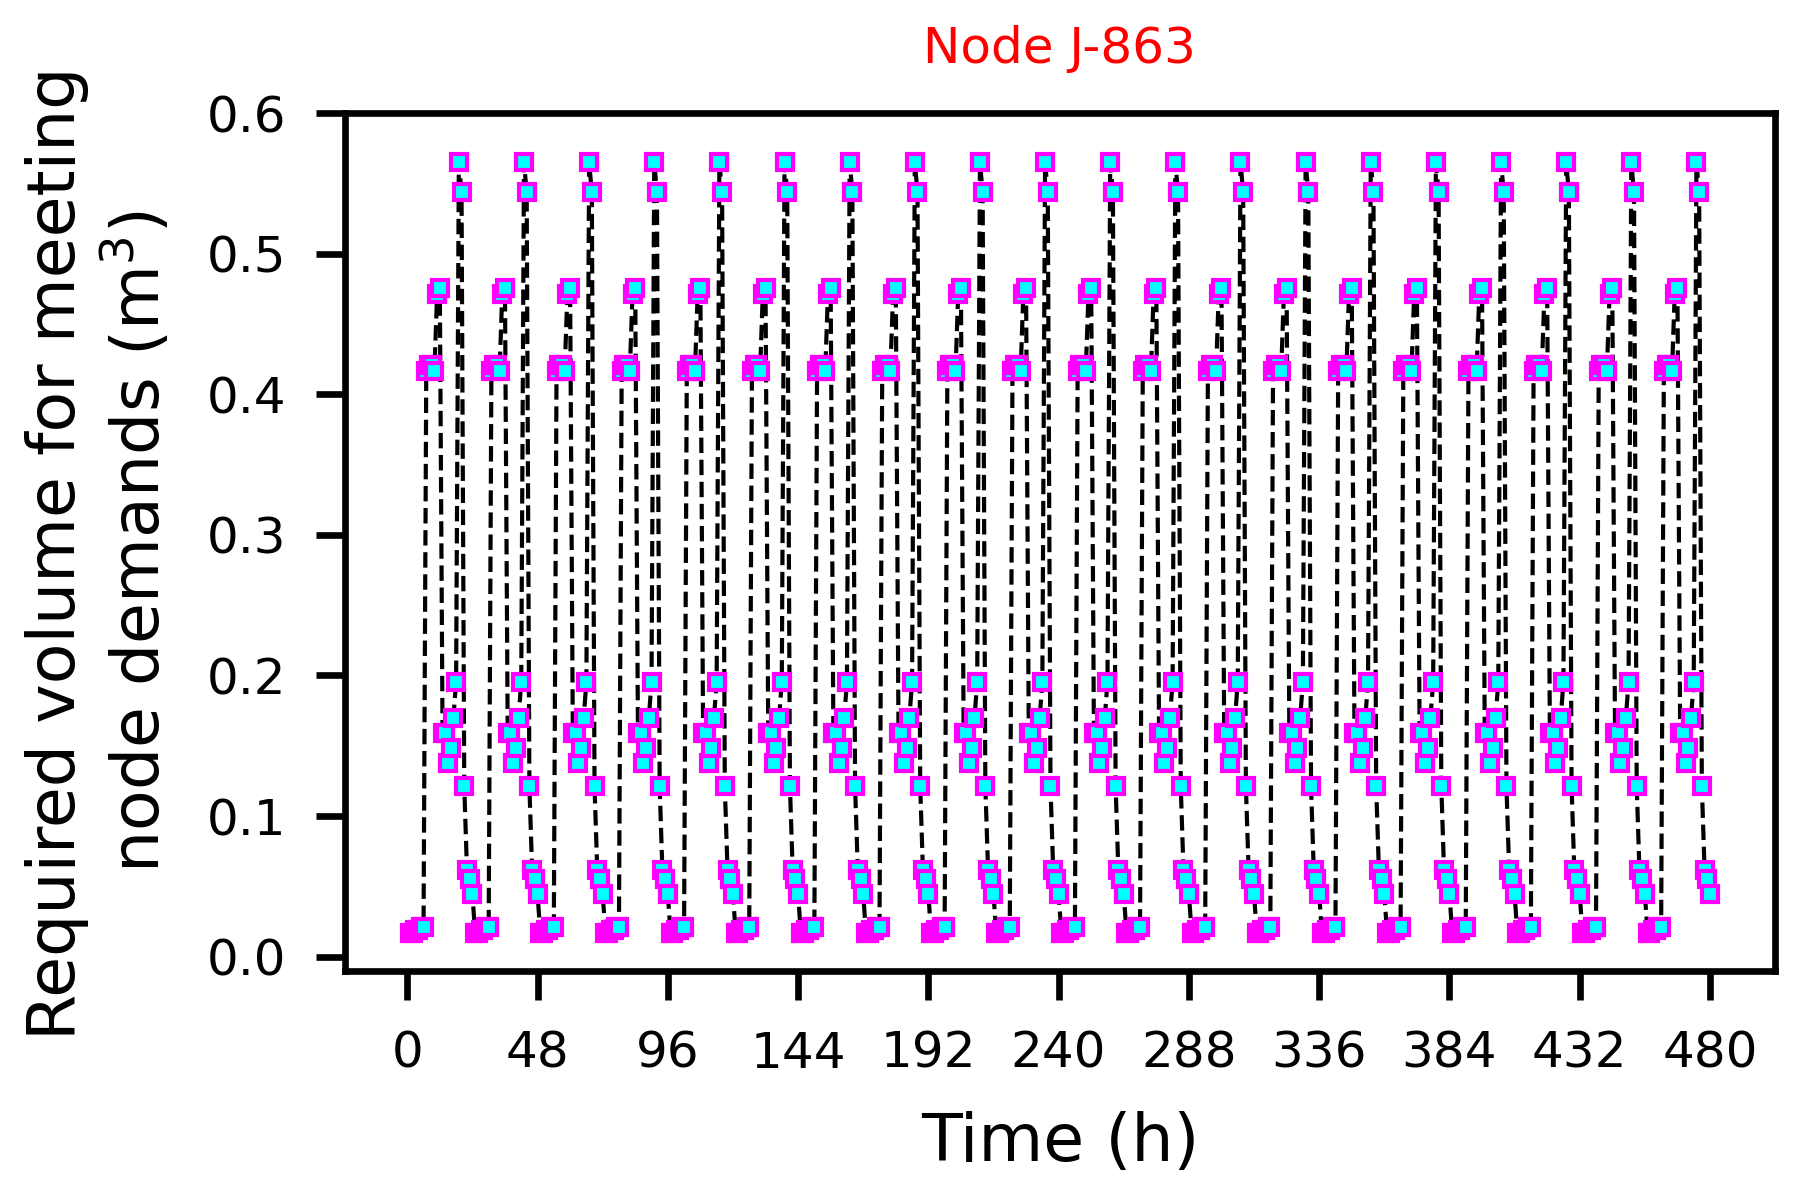 Node J-863
Required volume for meeting
node demands (m³)
0.6
0.5
0.4
0.3
0.2
0.1
0.0
0 48 96 144 192 240 288 336 384 432 480
Time (h)